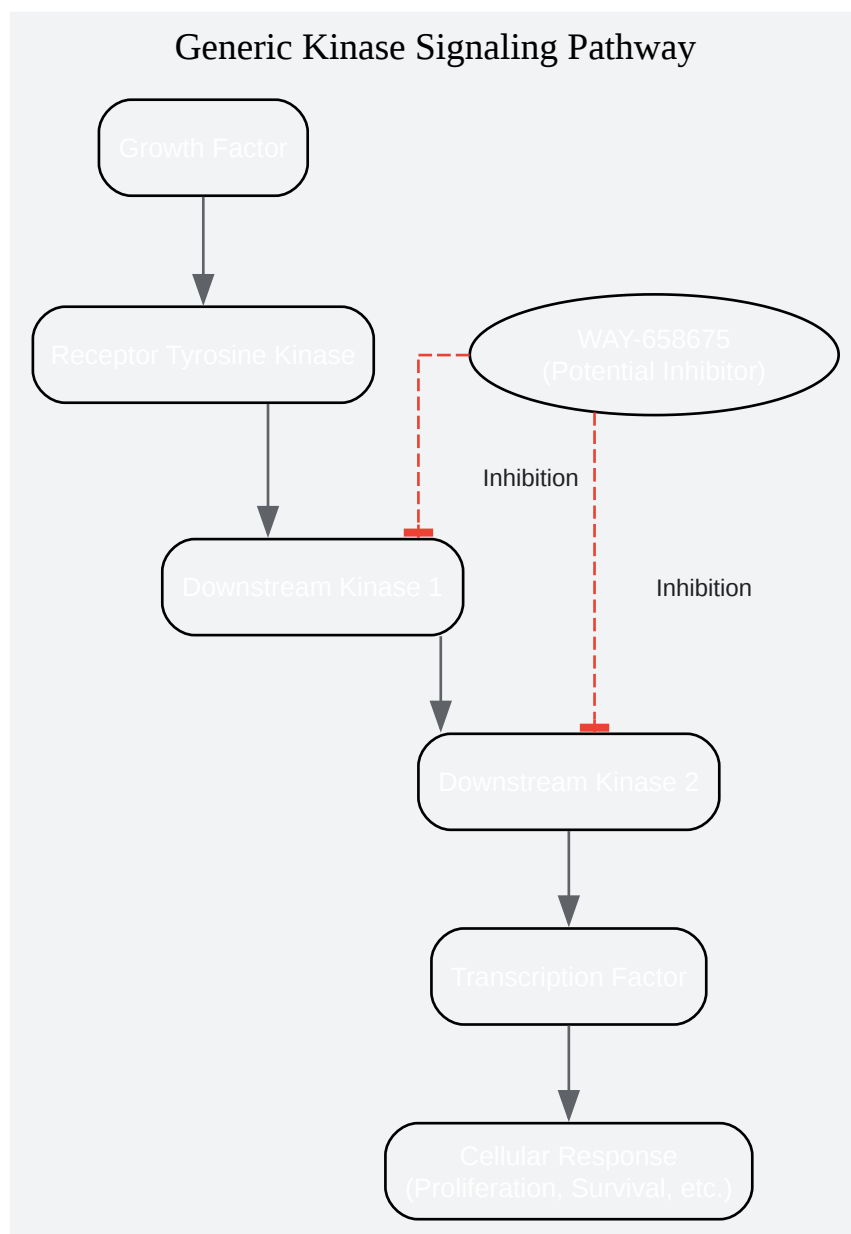 Generic Kinase Signaling Pathway
Growth Factor
Receptor Tyrosine Kinase
WAY-658675
(Potential Inhibitor)
Inhibition
Downstream Kinase 1
Inhibition
Downstream Kinase 2
Transcription Factor
Cellular Response
(Proliferation, Survival, etc.)